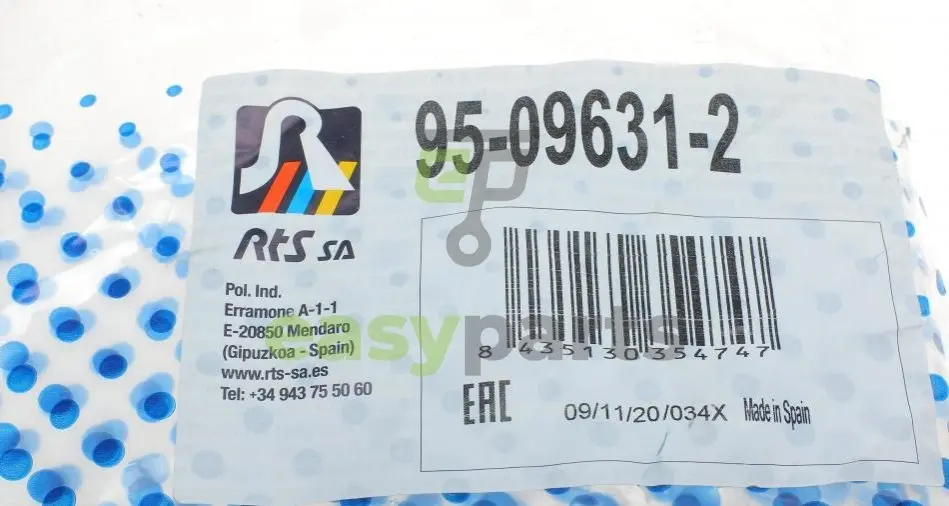 95-09631-2
RTS SA
Pol. Ind.
Erramone A-1-1
E-20850 Mendaro
(Gipuzkoa - Spain)
www.rts-sa.es
Tel: +34 943 75 50 60
8 435130 354747
EAC
09/11/20/034X Made in Spain
easyparts